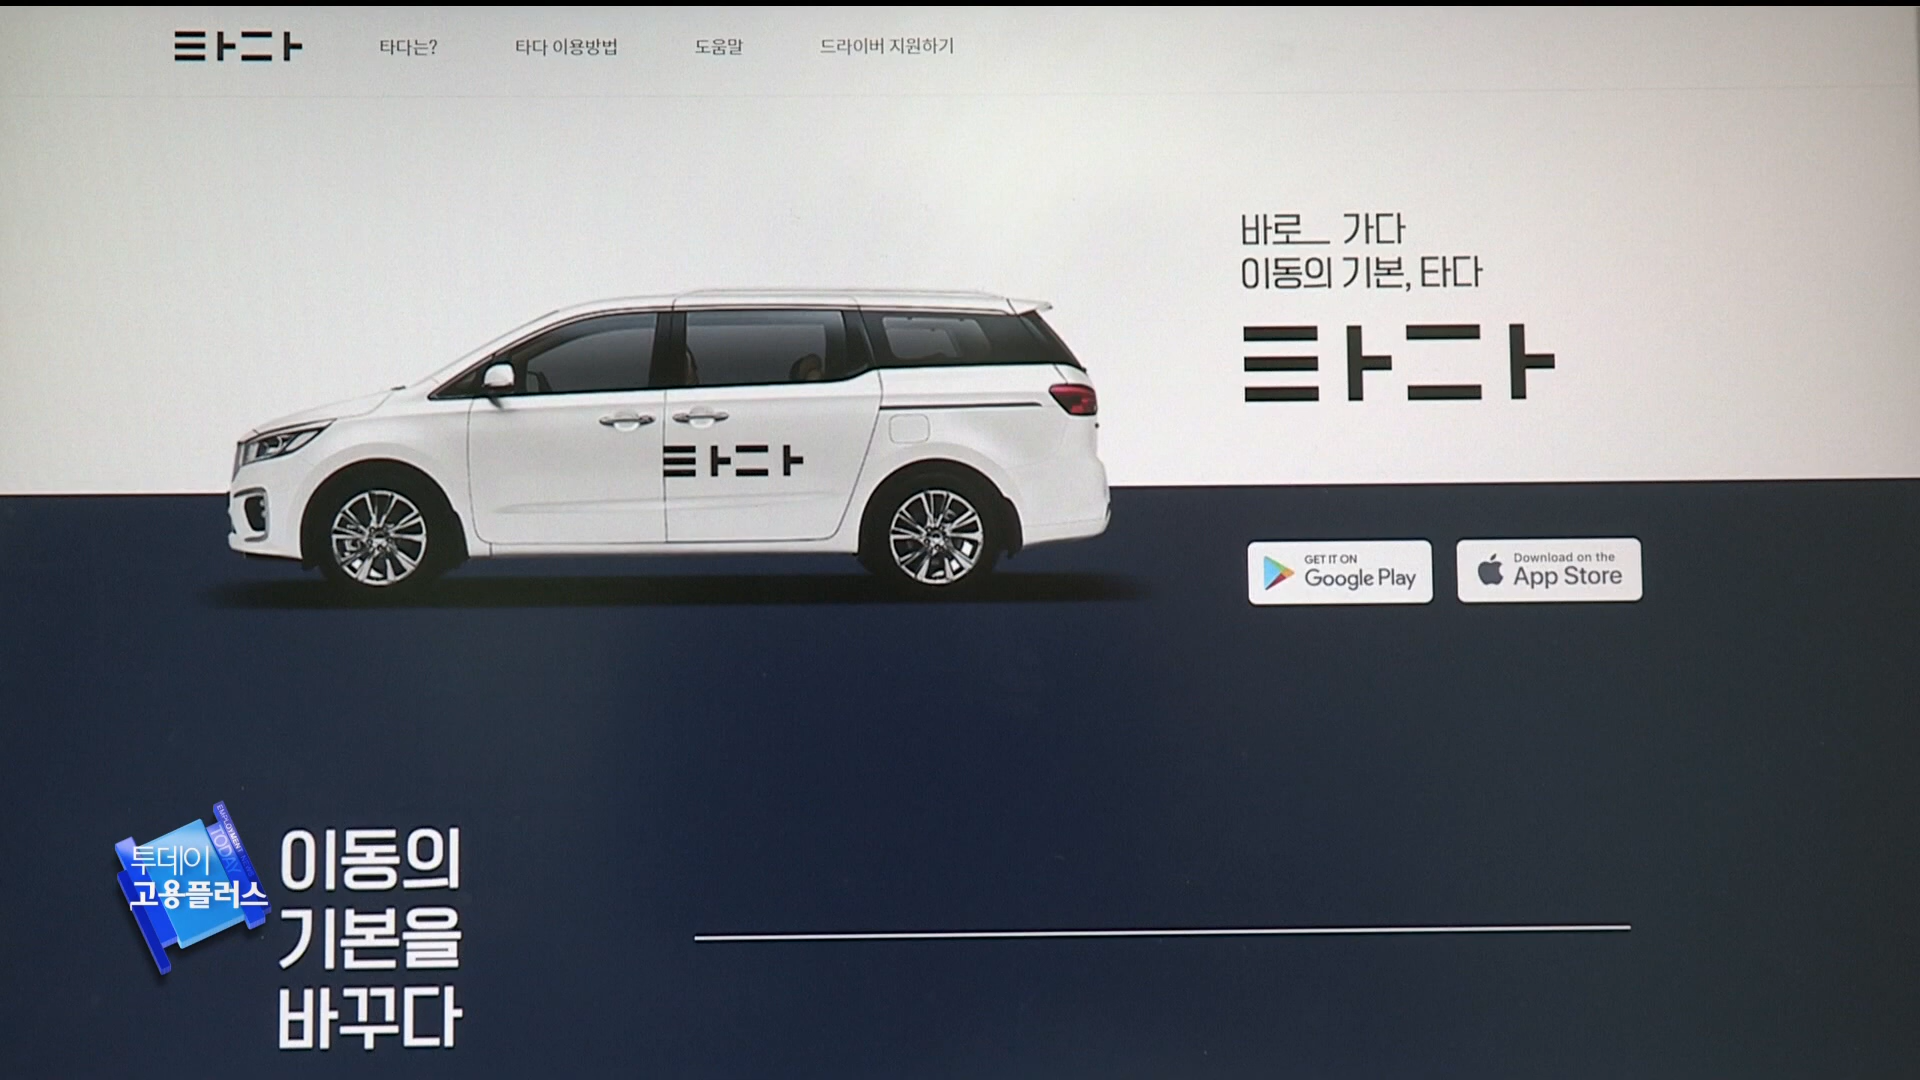 타다
타다는?
타다 이용방법
도움말
드라이버 지원하기
바로_ 가다
이동의 기본, 타다
타다
타다
GET IT ON
Google Play
Download on the
App Store
EMPLOYMENT NEWS
TODAY
투데이
고용플러스
이동의
기본을
바꾸다